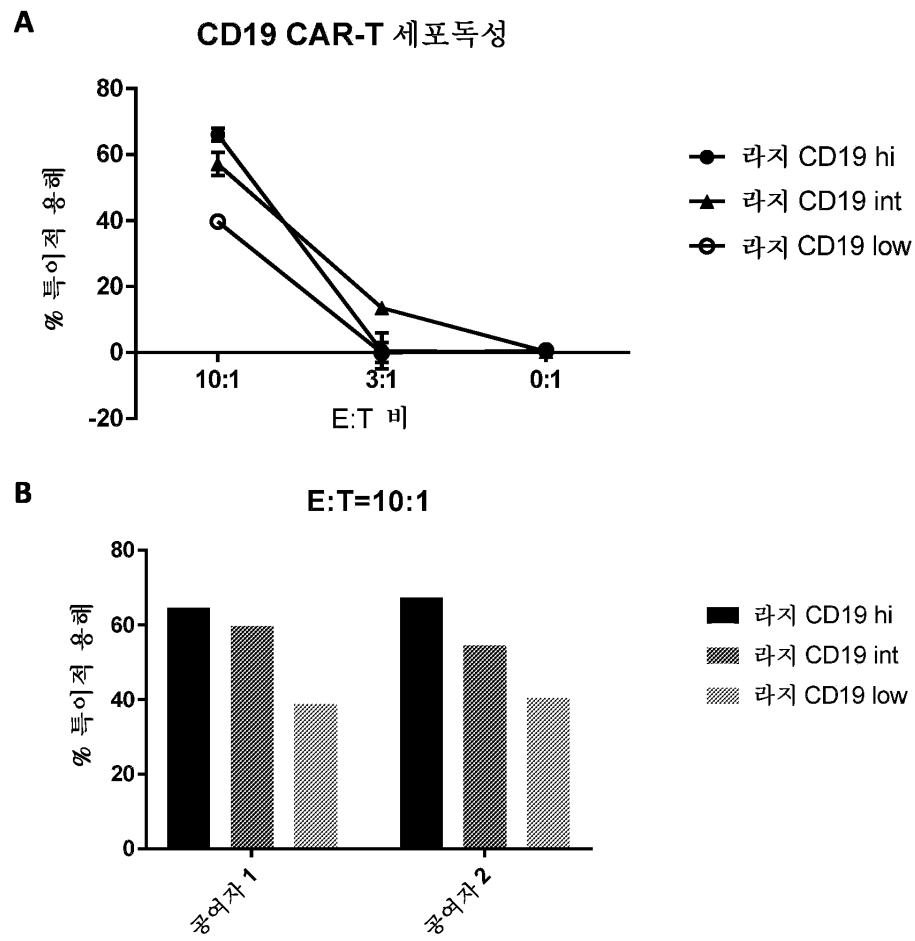 A
CD19 CAR-T 세포독성
% 특이적 용해
80
60
40
20
0
-20
10:1
3:1
0:1
E:T 비
라지 CD19 hi
라지 CD19 int
라지 CD19 low
B
E:T=10:1
% 특이적 용해
80
60
40
20
0
공여자 1
공여자 2
라지 CD19 hi
라지 CD19 int
라지 CD19 low